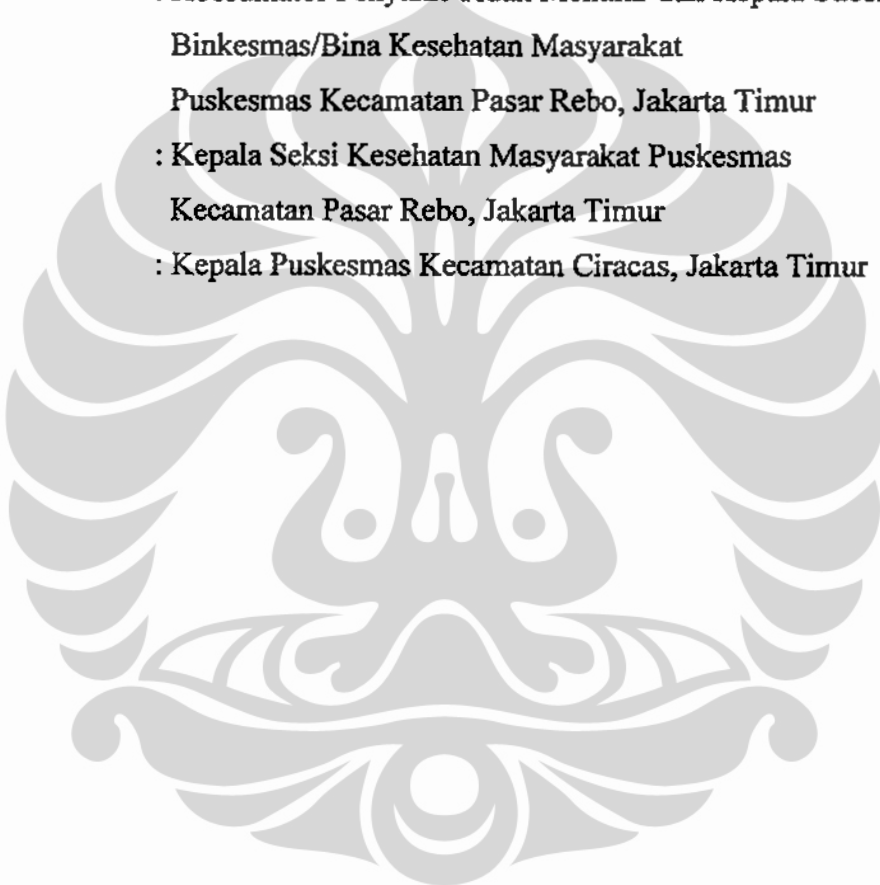 Binkesmas/Bina Kesehatan Masyarakat
Puskesmas Kecamatan Pasar Rebo, Jakarta Timur
: Kepala Seksi Kesehatan Masyarakat Puskesmas
Kecamatan Pasar Rebo, Jakarta Timur
: Kepala Puskesmas Kecamatan Ciracas, Jakarta Timur